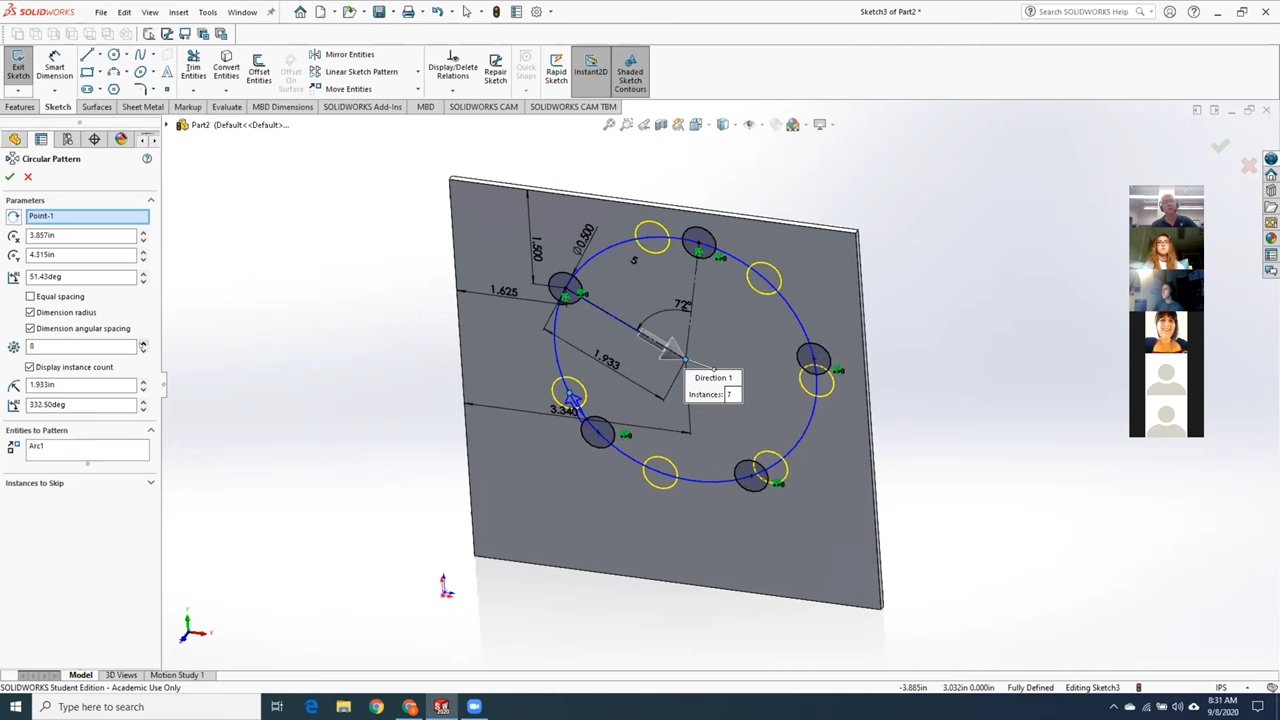 SOLIDWORKS File Edit View Insert Tools Window Sketch3 of Part2 * Search SOLIDWORKS Help
Exit Sketch
Smart Dimension
Trim Entities
Convert Entities
Offset Entities
Offset On Surface
Mirror Entities
Linear Sketch Pattern
Move Entities
Display/Delete Relations
Repair Sketch
Quick Snaps
Rapid Sketch
Instant2D
Shaded Sketch Contours
Features Sketch Surfaces Sheet Metal Markup Evaluate MBD Dimensions SOLIDWORKS Add-Ins MBD SOLIDWORKS CAM SOLIDWORKS CAM TBM
Part2 (Default<<Default>...
Circular Pattern
Parameters
Point-1
3.857in
4.315in
51.43deg
Equal spacing
Dimension radius
Dimension angular spacing
8
Display instance count
1.933in
332.50deg
Entities to Pattern
Arc1
Instances to Skip
1.500
Ø0.500
5
1.625
72°
1.933
3.340
Direction 1
Instances: 7
Y
X
Model 3D Views Motion Study 1
SOLIDWORKS Student Edition - Academic Use Only -3.885in 3.032in 0.000in Fully Defined Editing Sketch3 IPS
Type here to search
8:31 AM
9/8/2020